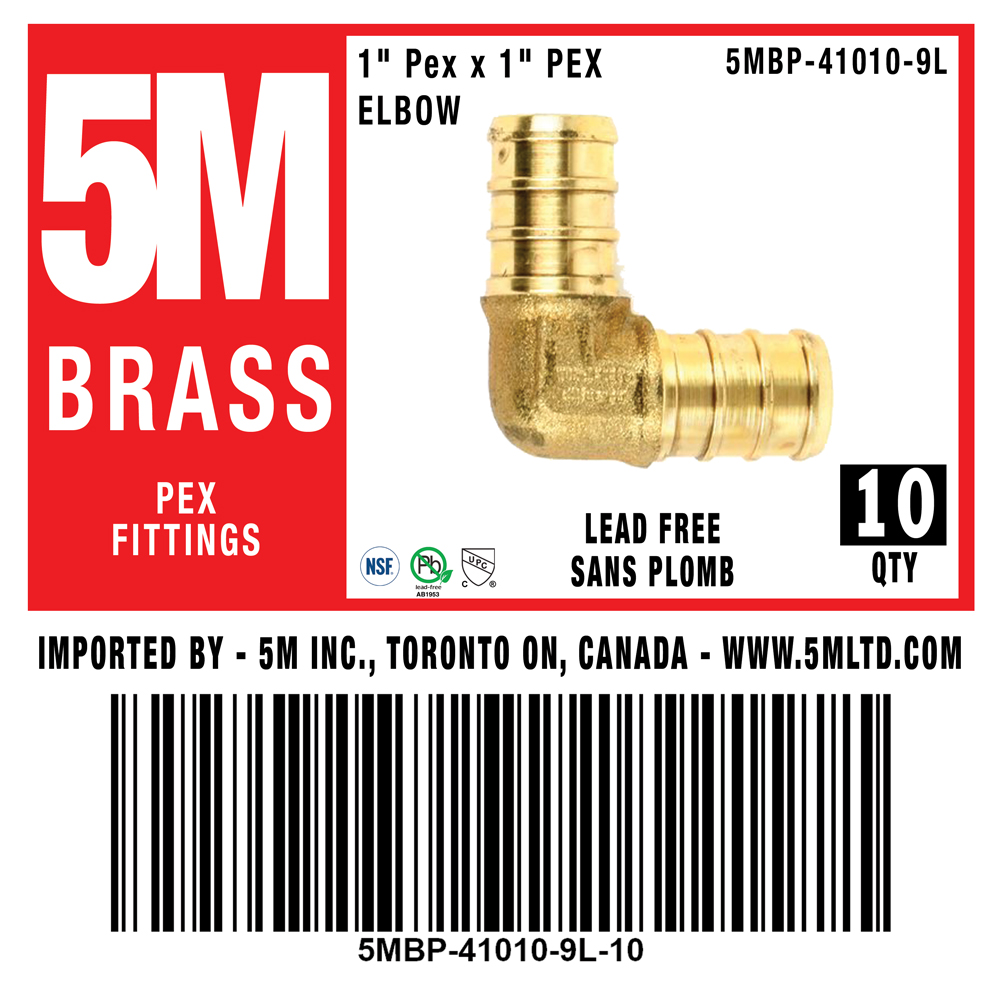 5M
BRASS
PEX
FITTINGS
1" Pex x 1" PEX
ELBOW
5MBP-41010-9L
LEAD FREE
SANS PLOMB
10
QTY
NSF.
Pb
lead-free
AB1953
UPC
C ®
IMPORTED BY - 5M INC., TORONTO ON, CANADA - WWW.5MLTD.COM
5MBP-41010-9L-10